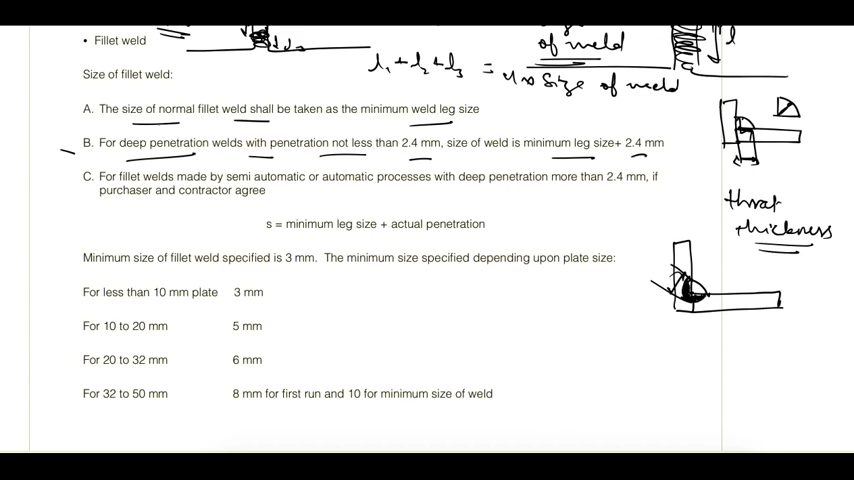 • Fillet weld
of weld
l
l1 + l2 + l3 =
4 x Size of weld
Size of fillet weld:
A. The size of normal fillet weld shall be taken as the minimum weld leg size
B. For deep penetration welds with penetration not less than 2.4 mm, size of weld is minimum leg size+ 2.4 mm
C. For fillet welds made by semi automatic or automatic processes with deep penetration more than 2.4 mm, if
purchaser and contractor agree
throat
thickness
s = minimum leg size + actual penetration
Minimum size of fillet weld specified is 3 mm. The minimum size specified depending upon plate size:
For less than 10 mm plate 3 mm
For 10 to 20 mm 5 mm
For 20 to 32 mm 6 mm
For 32 to 50 mm 8 mm for first run and 10 for minimum size of weld